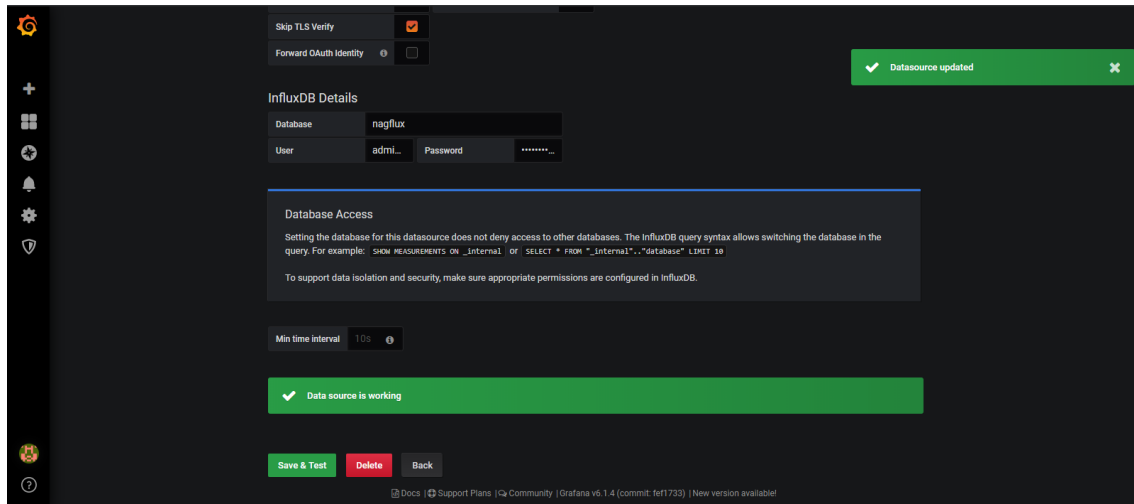 Skip TLS Verify
Forward OAuth Identity
Datasource updated
InfluxDB Details
Database nagflux
User admi... Password ········...
Database Access
Setting the database for this datasource does not deny access to other databases. The InfluxDB query syntax allows switching the database in the
query. For example: SHOW MEASUREMENTS ON _internal or SELECT * FROM "_internal".."database" LIMIT 10
To support data isolation and security, make sure appropriate permissions are configured in InfluxDB.
Min time interval 10s
Data source is working
Save & Test Delete Back
Docs | Support Plans | Community | Grafana v6.1.4 (commit: fef1733) | New version available!